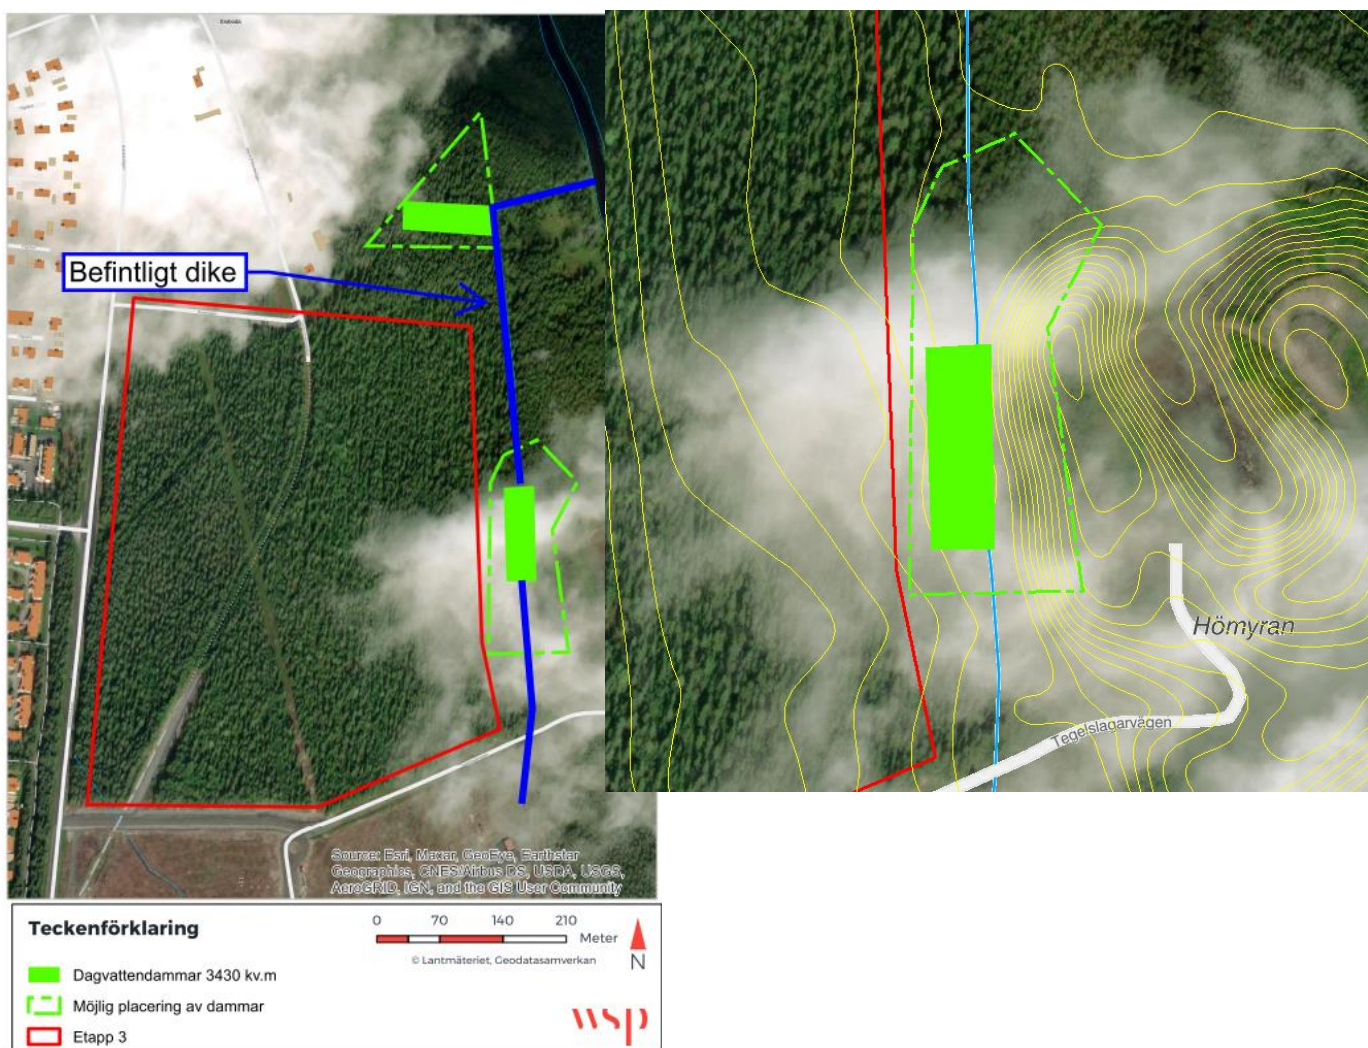 Befintligt dike
Hömyran
Tegelslagarvägen
Source: Esri, Maxar, GeoEye, Earthstar
Geographics, CNES/Airbus DS, USDA, USGS,
AeroGRID, IGN, and the GIS User Community
Teckenförklaring
0 70 140 210
Meter
© Lantmäteriet, Geodatasamverkan
N
Dagvattendammar 3430 kv.m
Möjlig placering av dammar
Etapp 3
wsp